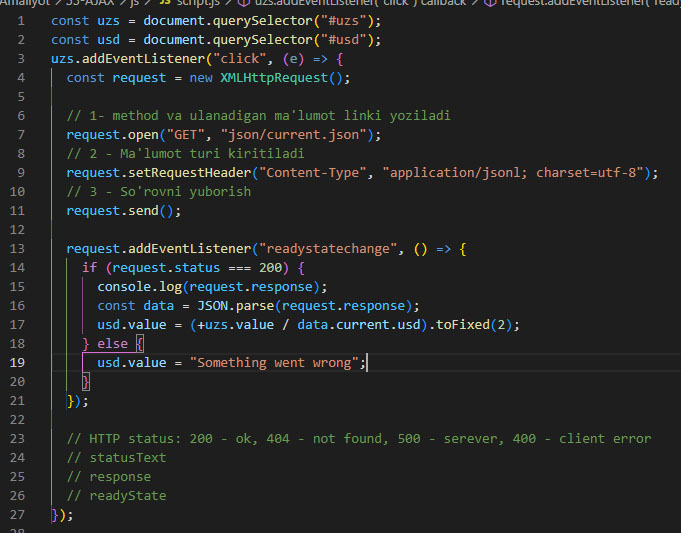 Amaliyot > 33-AJAX > js > JS script.js > uzs.addEventListener("click") callback > request.addEventListener("ready
1 const uzs = document.querySelector("#uzs");
2 const usd = document.querySelector("#usd");
3 uzs.addEventListener("click", (e) => {
4 const request = new XMLHttpRequest();
5
6 // 1- method va ulanadigan ma'lumot linki yoziladi
7 request.open("GET", "json/current.json");
8 // 2 - Ma'lumot turi kiritiladi
9 request.setRequestHeader("Content-Type", "application/jsonl; charset=utf-8");
10 // 3 - So'rovni yuborish
11 request.send();
12
13 request.addEventListener("readystatechange", () => {
14 if (request.status === 200) {
15 console.log(request.response);
16 const data = JSON.parse(request.response);
17 usd.value = (+uzs.value / data.current.usd).toFixed(2);
18 } else {
19 usd.value = "Something went wrong";
20 }
21 });
22
23 // HTTP status: 200 - ok, 404 - not found, 500 - serever, 400 - client error
24 // statusText
25 // response
26 // readyState
27 });
28